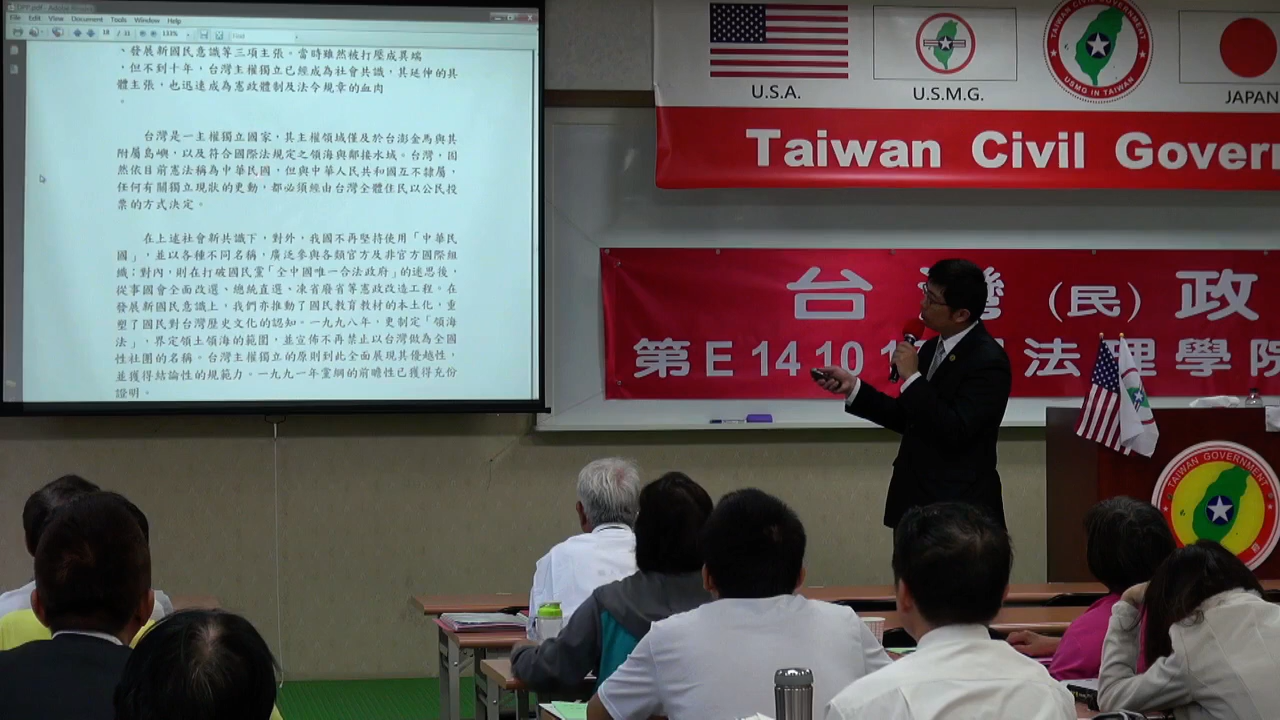 File Edit View Document Tools Window Help
133%
、發展新國民意識等三項主張。當時雖然被打壓成異端
，但不到十年，台灣主權獨立已經成為社會共識，其延伸的具
體主張，也迅速成為憲政體制及法令規章的血肉
。
台灣是一主權獨立國家，其主權領域僅及於台澎金馬與其
附屬島嶼，以及符合國際法規定之領海與鄰接水域。台灣，固
然依目前憲法稱為中華民國，但與中華人民共和國互不隸屬，
任何有關獨立現狀的更動，都必須經由台灣全體住民以公民投
票的方式決定。
在上述社會新共識下，對外，我國不再堅持使用「中華民
國」，並以各種不同名稱，廣泛參與各類官方及非官方國際組
織；對內，則在打破國民黨「全中國唯一合法政府」的迷思後，
從事國會全面改選、總統直選、凍省廢省等憲政改造工程。在
發展新國民意識上，我們亦推動了國民教育教材的本土化，重
塑了國民對台灣歷史文化的認知。一九九八年，更制定「領海
法」，界定領土領海的範圍，並宣佈不再禁止以台灣做為全國
性社團的名稱。台灣主權獨立的原則到此全面展現其優越性，
並獲得結論性的規範力。一九九一年黨綱的前瞻性已獲得充份
證明。
U.S.A.
U.S.M.G.
TAIWAN CIVIL GOVERNMENT
USMG IN TAIWAN
JAPAN
Taiwan Civil Govern
台灣（民）政
第E 14 10 1 法理學院
TAIWAN GOVERNMENT